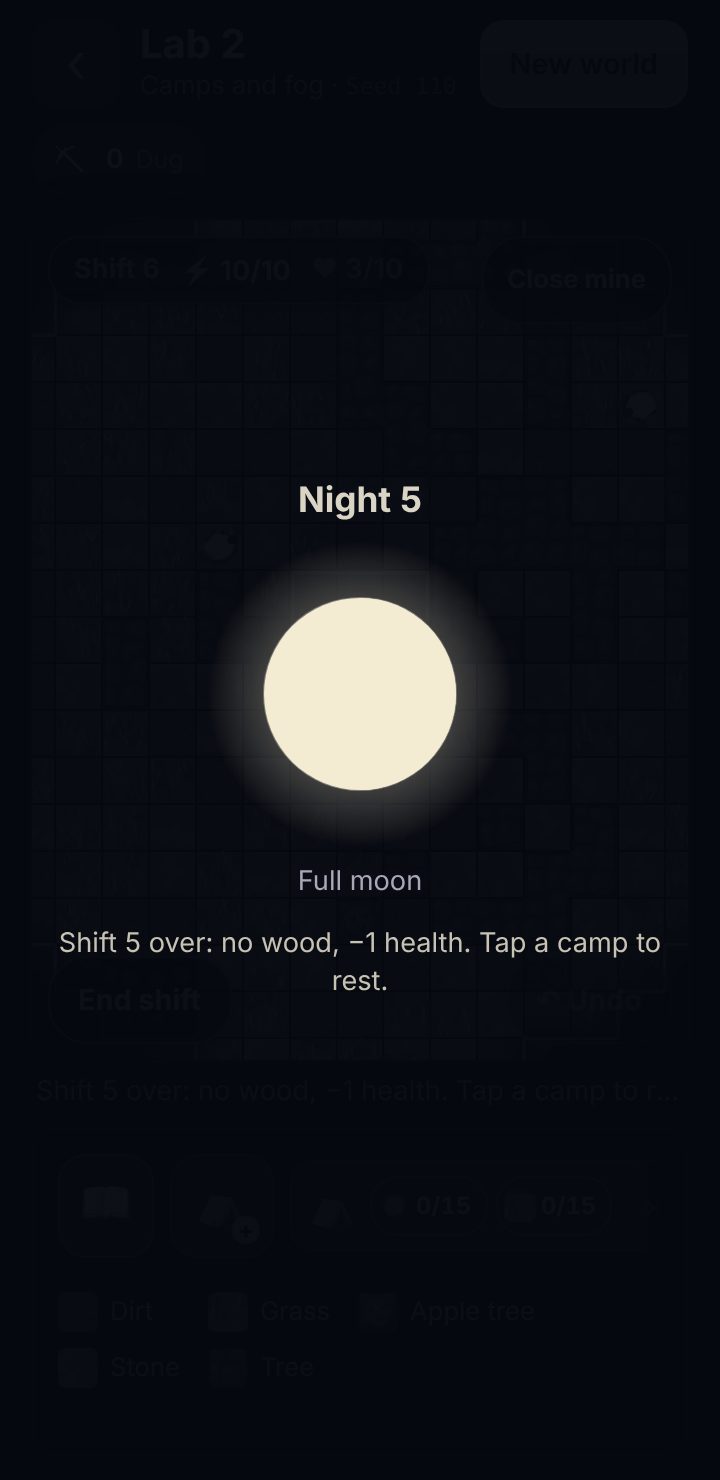 Lab 2
Camps and fog · Seed 110
New world
0 Dug
Shift 6 10/10 3/10
Close mine
Night 5
Full moon
Shift 5 over: no wood, −1 health. Tap a camp to
rest.
End shift
Undo
Shift 5 over: no wood, −1 health. Tap a camp to r...
0/15 0/15
Dirt Grass Apple tree
Stone Tree